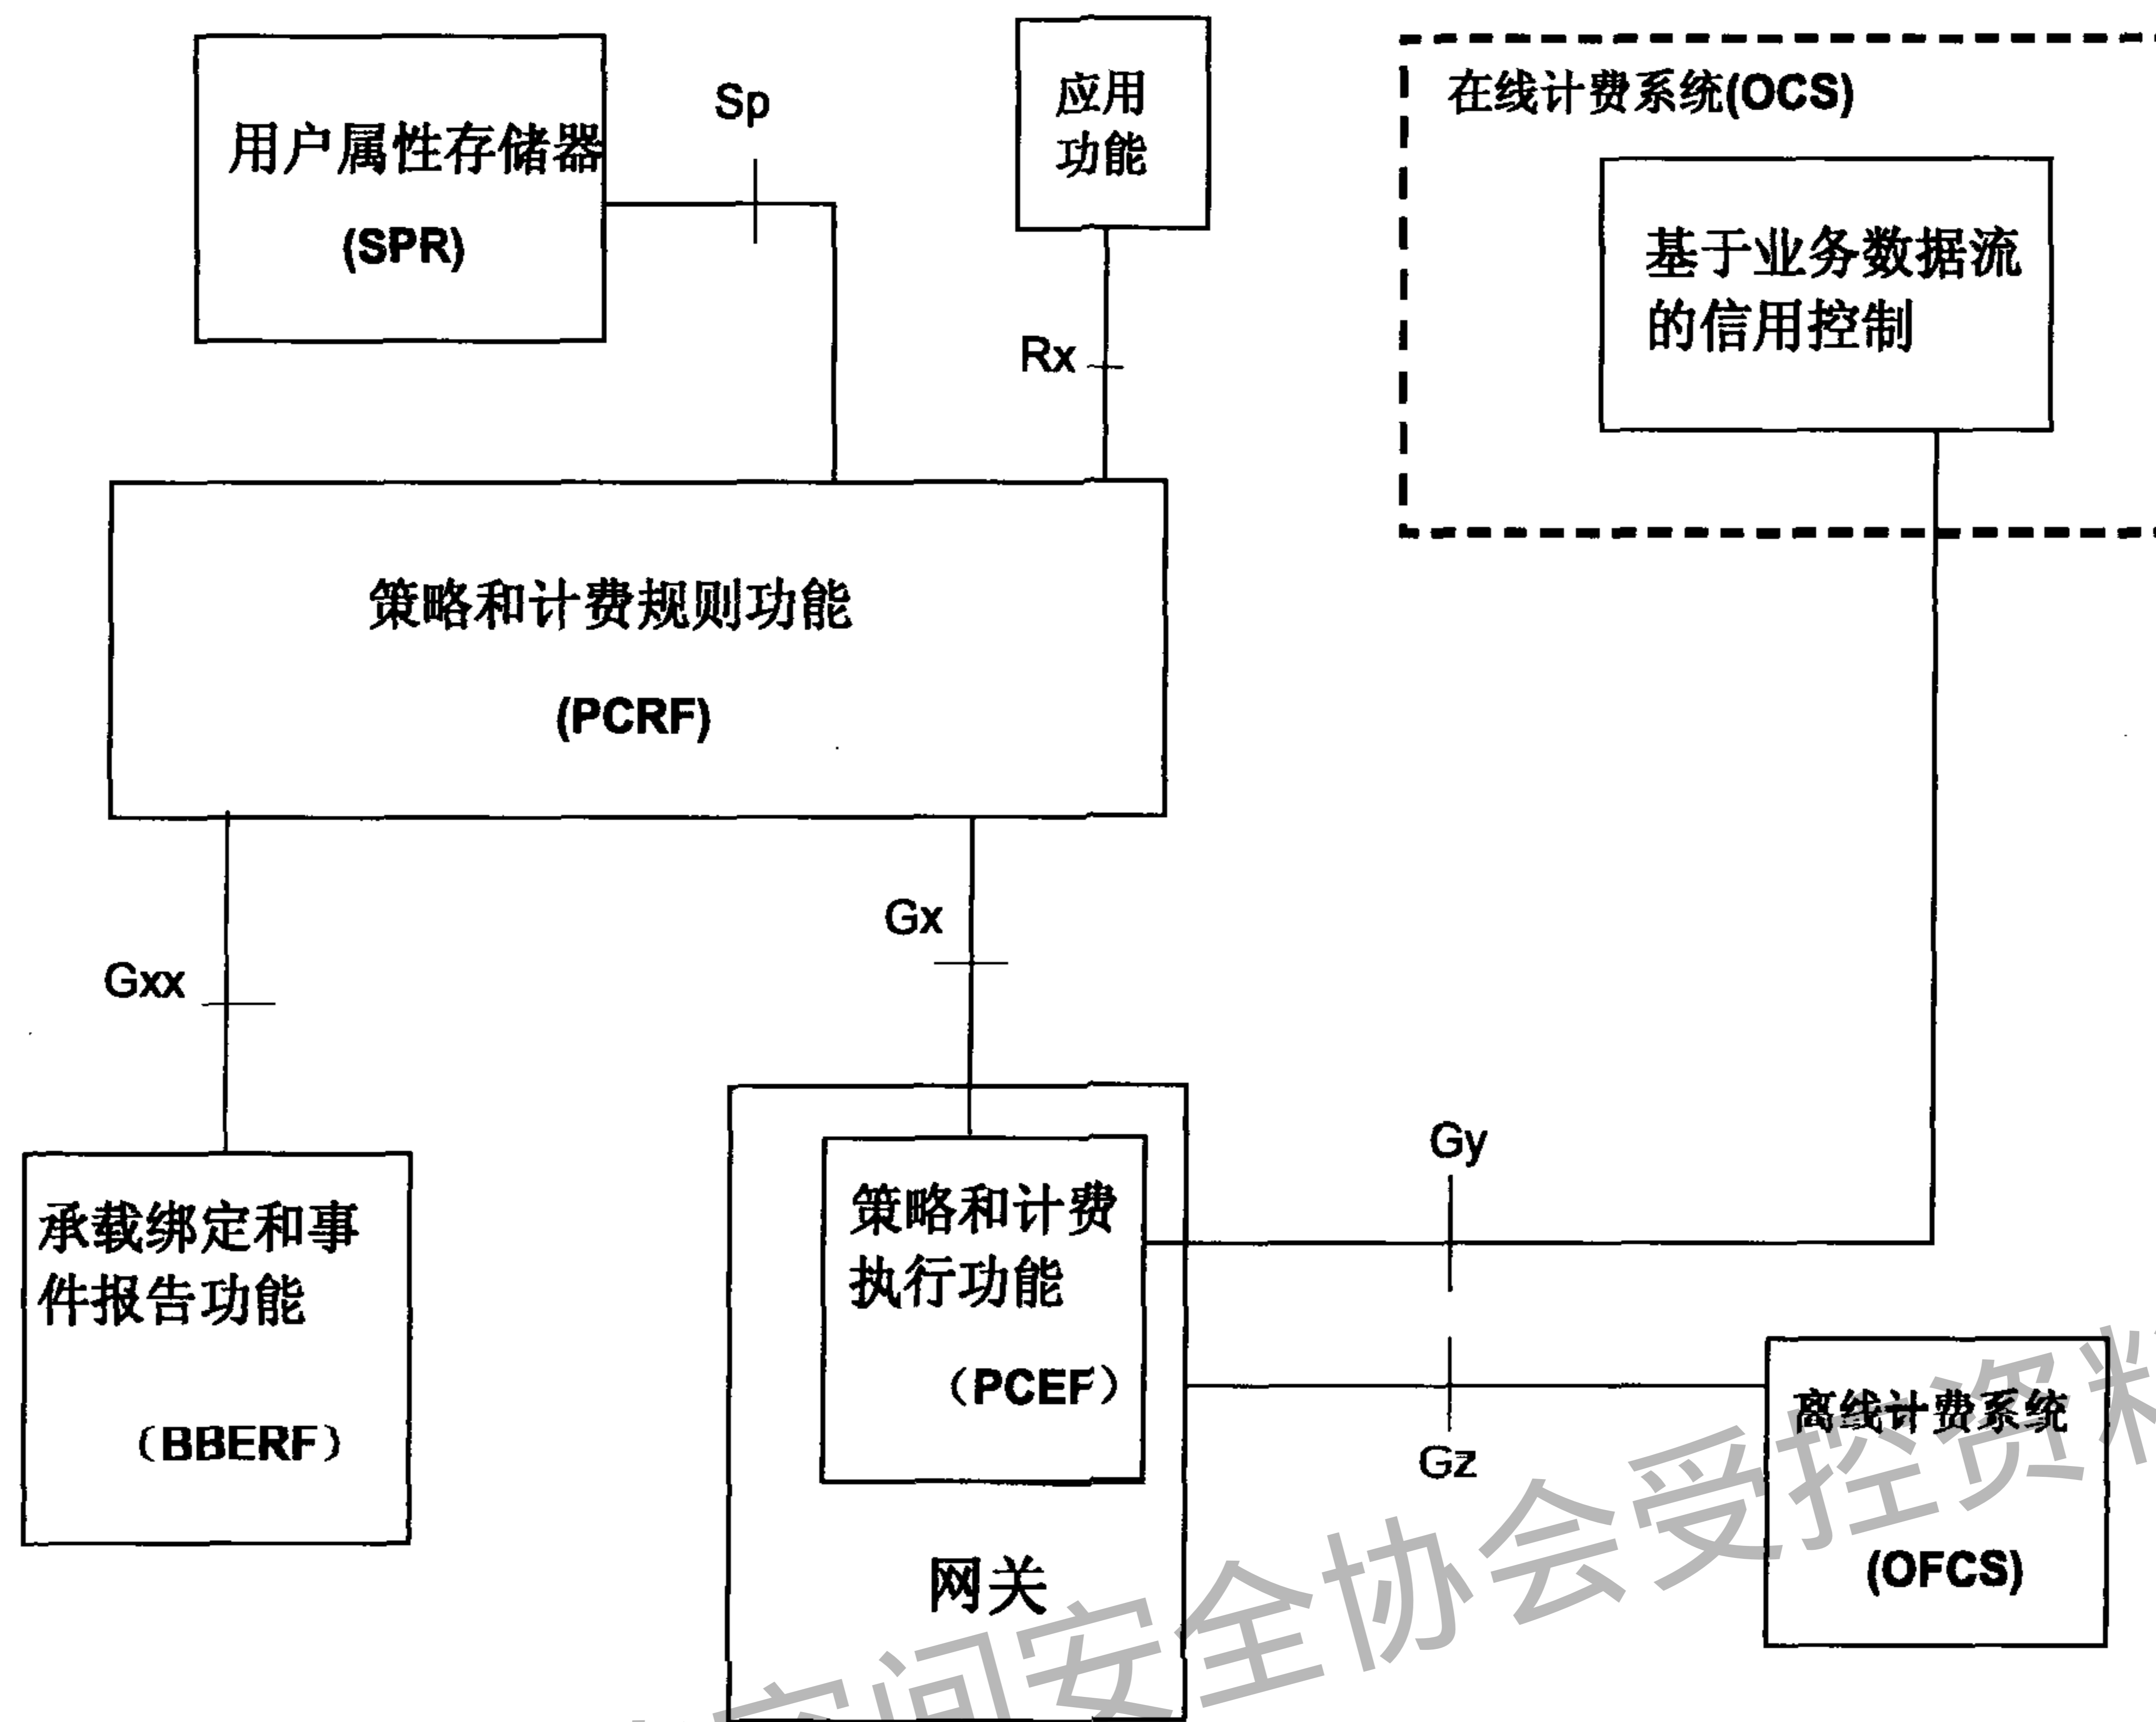 用户属性存储器
(SPR)
Sp
应用
功能
Rx
在线计费系统(OCS)
基于业务数据流
的信用控制
策略和计费规则功能
(PCRF)
Gxx
Gx
承载绑定和事
件报告功能
（BBERF）
策略和计费
执行功能
（PCEF）
网关
Gy
Gz
离线计费系统
(OFCS)
空间安全协会受控资料